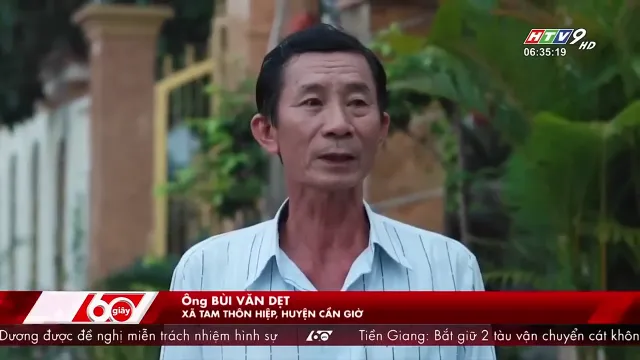 HTV9 HD
06:35:19
Ông BÙI VĂN DẸT
60 giây
XÃ TAM THÔN HIỆP, HUYỆN CẦN GIỜ
Dương được đề nghị miễn trách nhiệm hình sự 60 Tiền Giang: Bắt giữ 2 tàu vận chuyển cát khôn